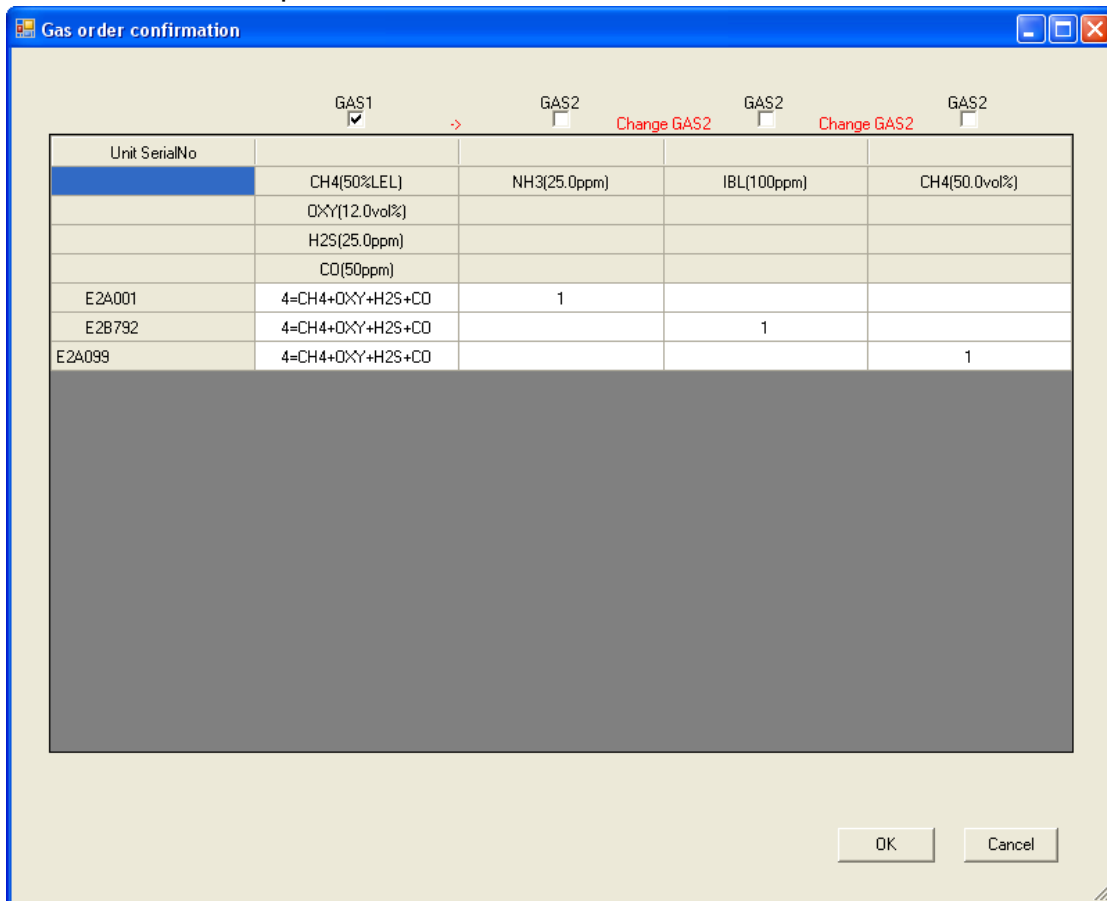 Gas order confirmation
GAS1 GAS2 GAS2 GAS2
-> Change GAS2 Change GAS2
Unit SerialNo
CH4(50%LEL) NH3(25.0ppm) IBL(100ppm) CH4(50.0vol%)
OXY(12.0vol%)
H2S(25.0ppm)
CO(50ppm)
E2A001 4=CH4+OXY+H2S+CO 1
E2B792 4=CH4+OXY+H2S+CO 1
E2A099 4=CH4+OXY+H2S+CO 1
OK Cancel